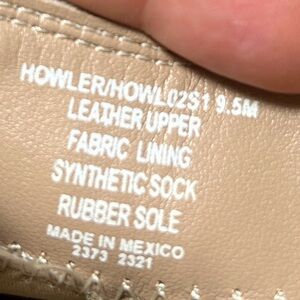 HOWLER/HOWL02S1 9.5M
LEATHER UPPER
FABRIC LINING
SYNTHETIC SOCK
RUBBER SOLE
MADE IN MEXICO
2373 2321